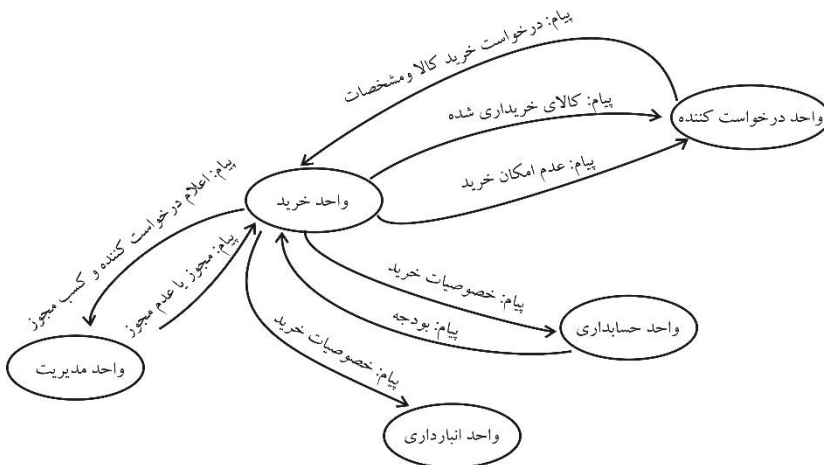 پیام: درخواست خرید کالا ومشخصات
پیام: کالای خریداری شده
واحد درخواست کننده
پیام: عدم امکان خرید
واحد خرید
پیام: اعلام درخواست کننده و کسب مجوز
پیام: مجوز یا عدم مجوز
پیام: خصوصیات خرید
پیام: بودجه
واحد حسابداری
واحد مدیریت
پیام: خصوصیات خرید
واحد انبارداری